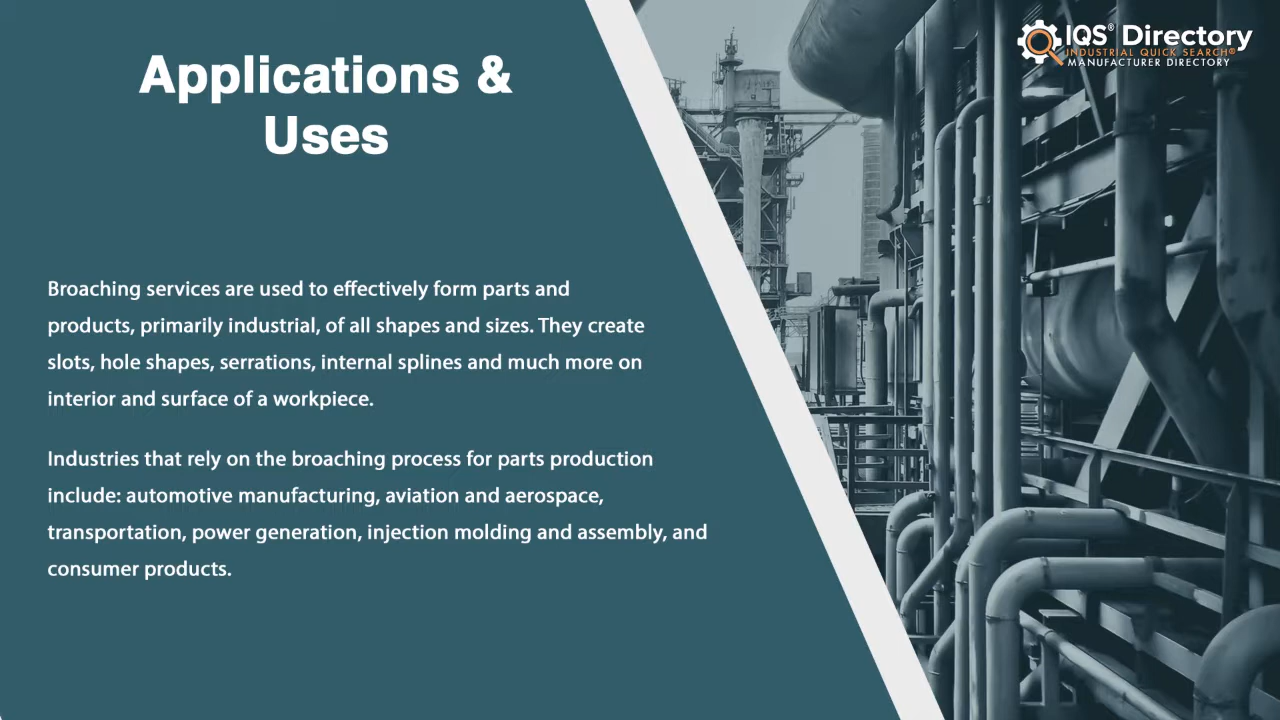 Applications &
Uses
IQS® Directory
INDUSTRIAL QUICK SEARCH®
MANUFACTURER DIRECTORY
Broaching services are used to effectively form parts and
products, primarily industrial, of all shapes and sizes. They create
slots, hole shapes, serrations, internal splines and much more on
interior and surface of a workpiece.
Industries that rely on the broaching process for parts production
include: automotive manufacturing, aviation and aerospace,
transportation, power generation, injection molding and assembly, and
consumer products.